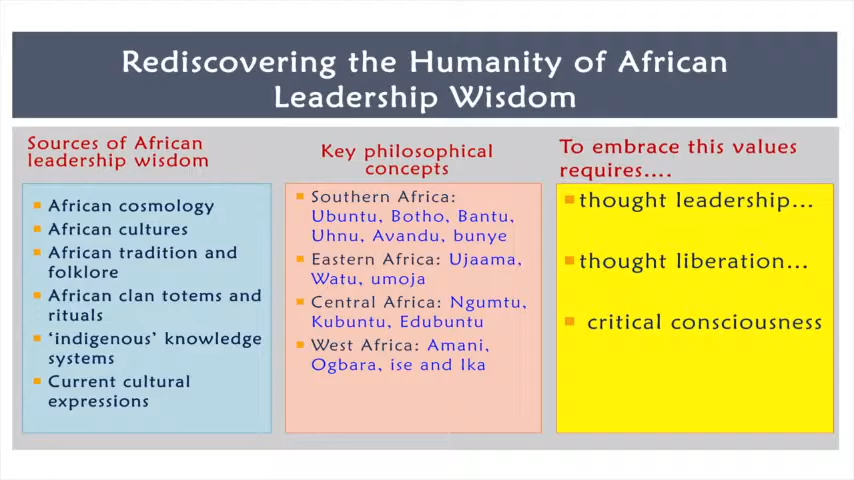 Rediscovering the Humanity of African
Leadership Wisdom
Sources of African
leadership wisdom
African cosmology
African cultures
African tradition and
folklore
African clan totems and
rituals
‘indigenous’ knowledge
systems
Current cultural
expressions
Key philosophical
concepts
Southern Africa:
Ubuntu, Botho, Bantu,
Uhnu, Avandu, bunye
Eastern Africa: Ujaama,
Watu, umoja
Central Africa: Ngumtu,
Kubuntu, Edubuntu
West Africa: Amani,
Ogbara, ise and Ika
To embrace this values
requires....
thought leadership...
thought liberation...
critical consciousness